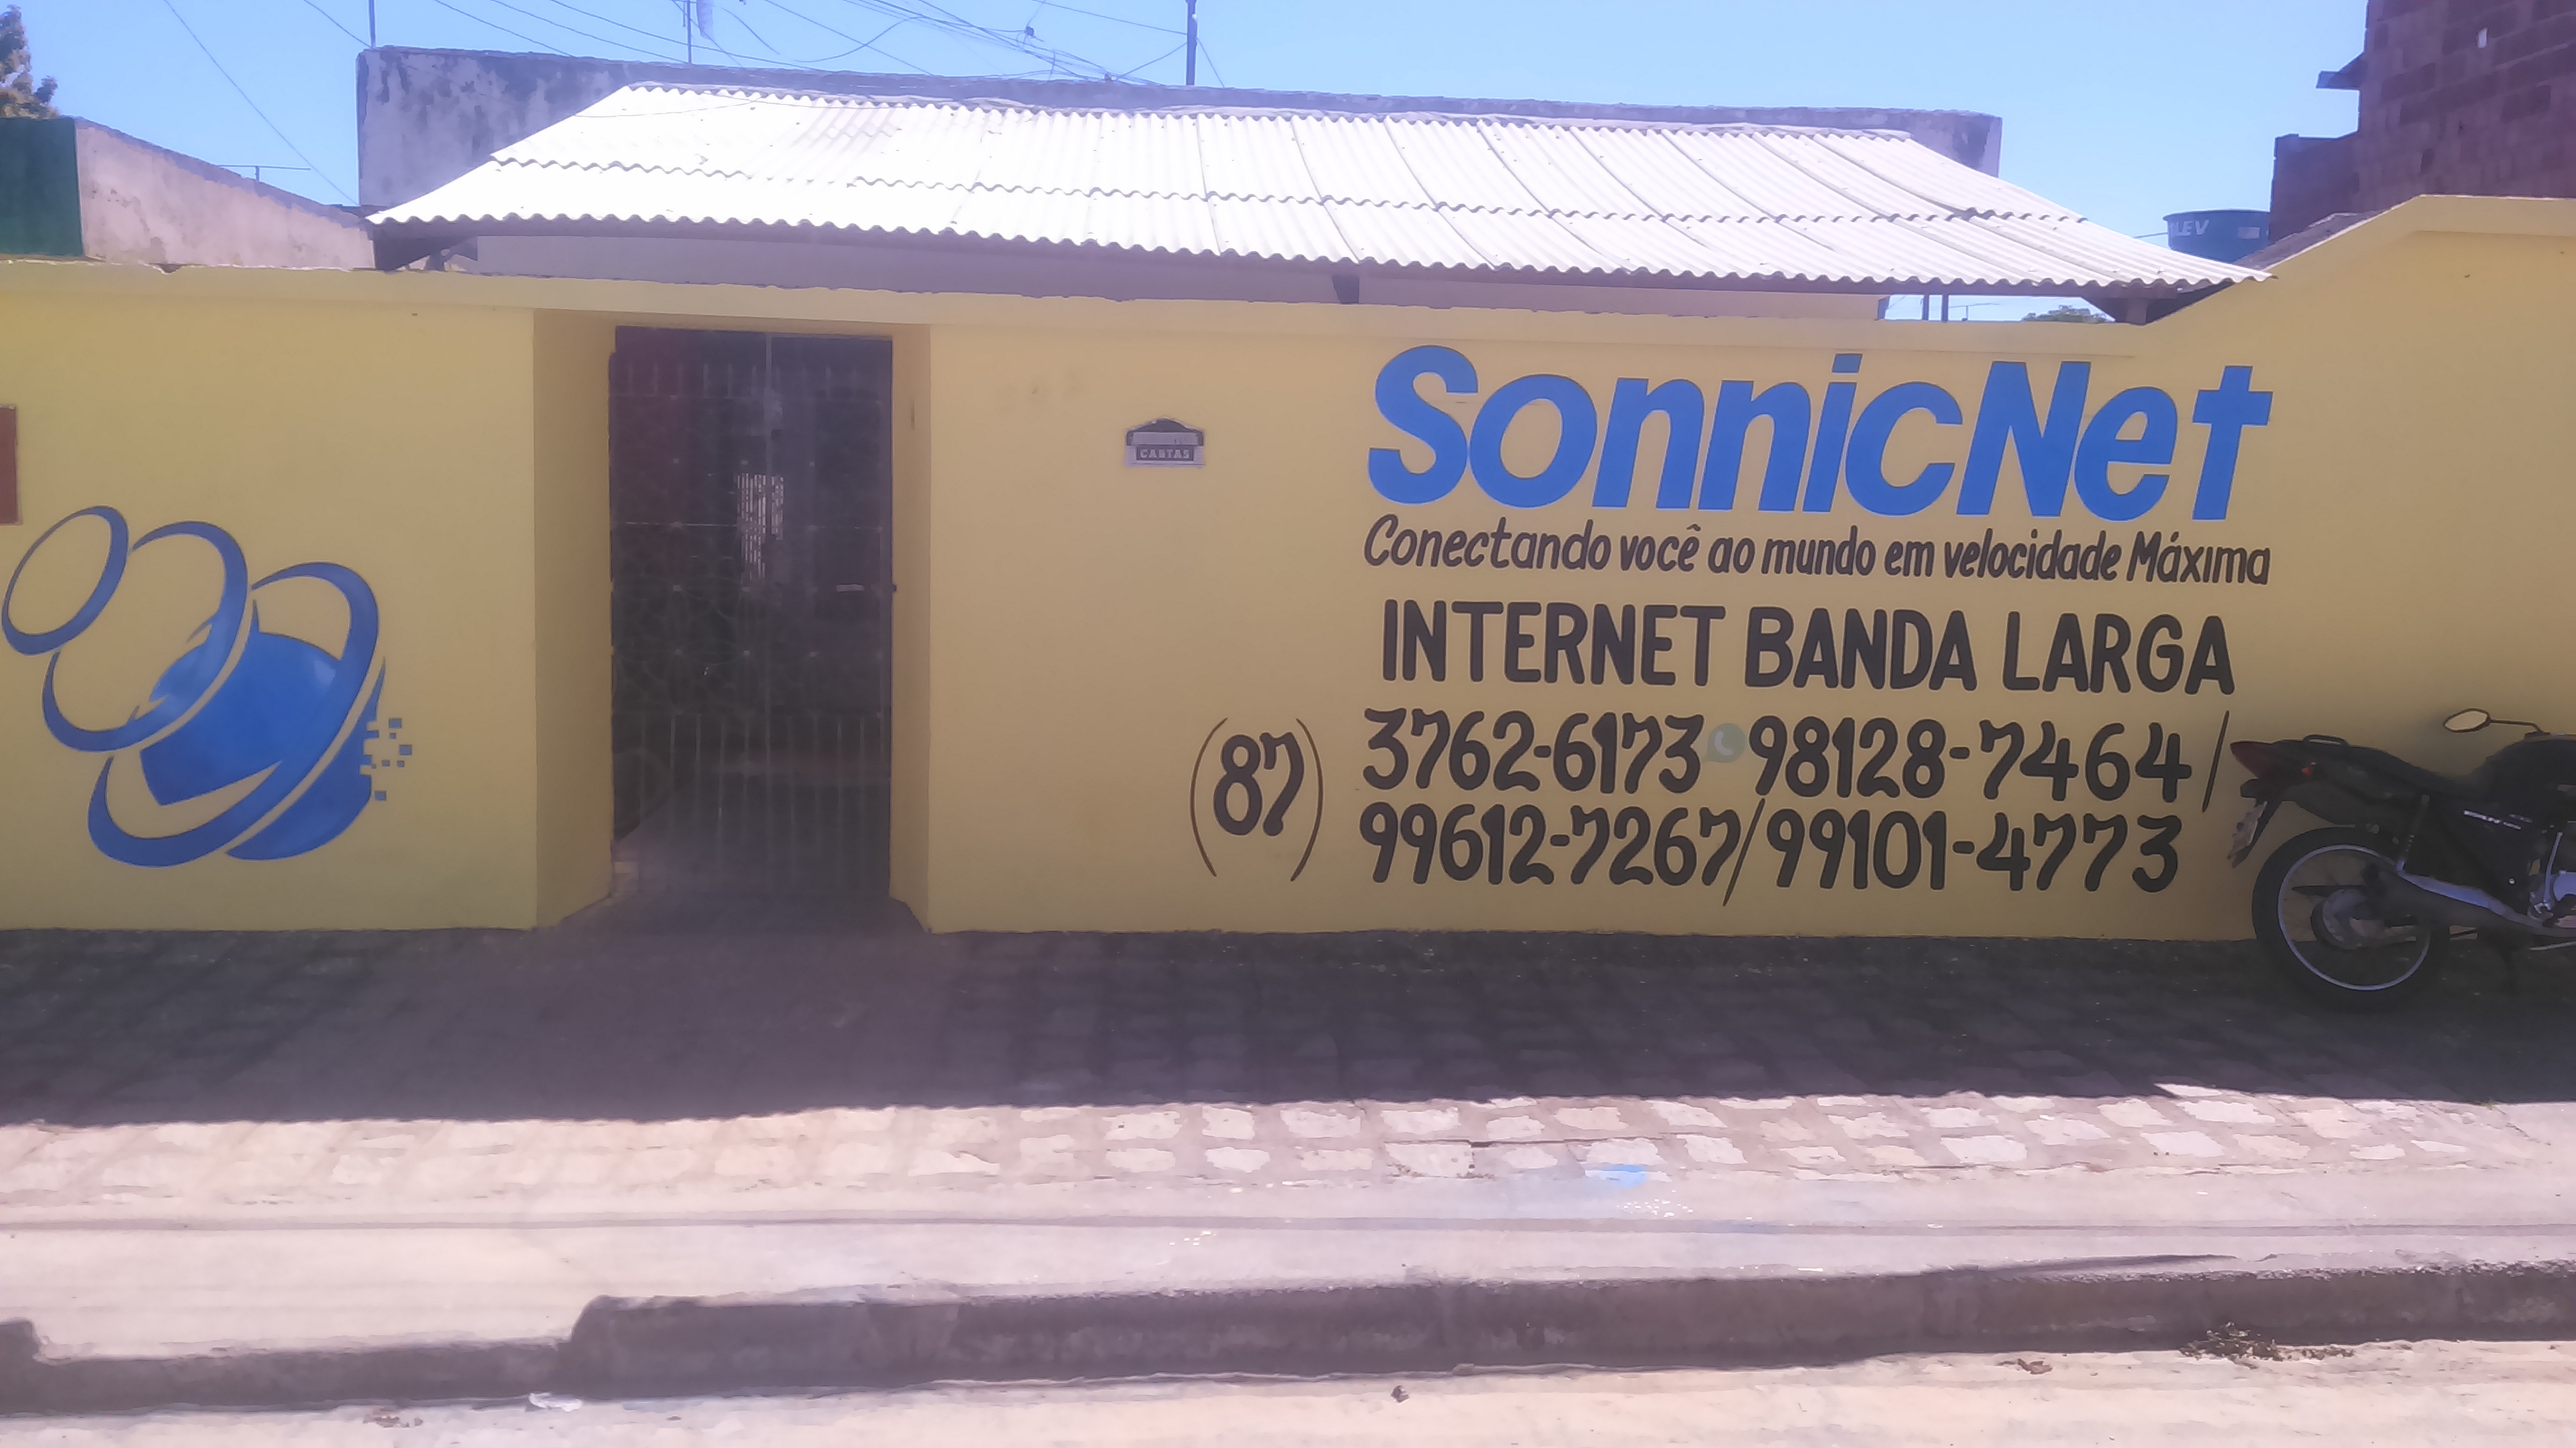 SonnicNet
Conectando você ao mundo em velocidade Máxima
INTERNET BANDA LARGA
(87) 3762-6173 98128-7464/
99612-7267/99101-4773
CARTAS